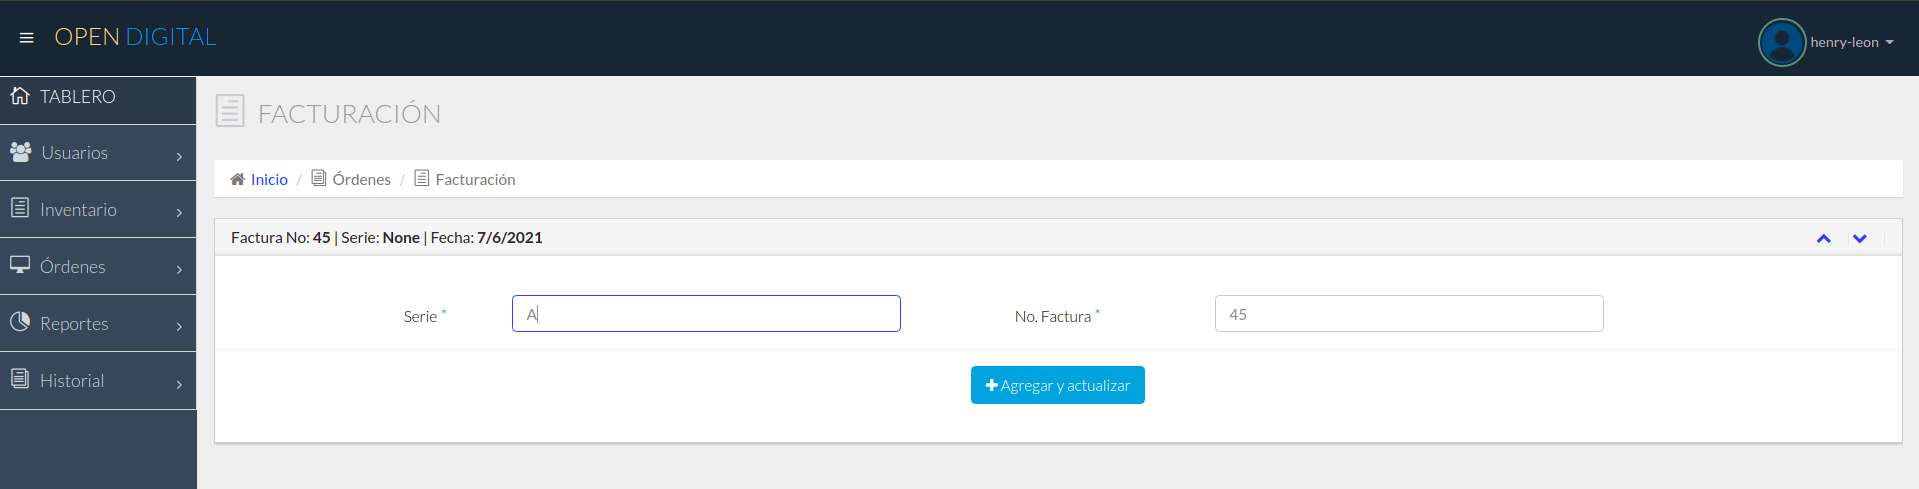 OPEN DIGITAL
henry-leon
TABLERO
Usuarios
Inventario
Órdenes
Reportes
Historial
FACTURACIÓN
Inicio / Órdenes / Facturación
Factura No: 45 | Serie: None | Fecha: 7/6/2021
Serie * A No. Factura * 45
Agregar y actualizar